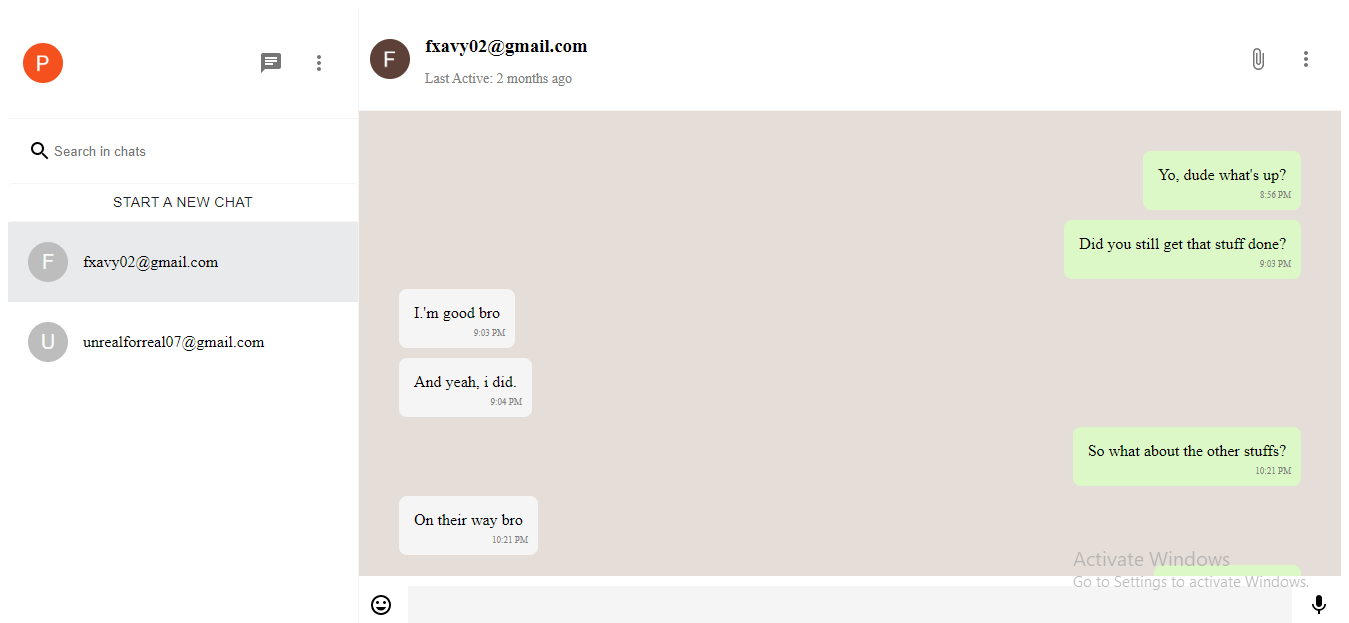 P
Search in chats
START A NEW CHAT
F
fxavy02@gmail.com
U
unrealforreal07@gmail.com
F
fxavy02@gmail.com
Last Active: 2 months ago
Yo, dude what's up?
8:56 PM
Did you still get that stuff done?
9:03 PM
I.'m good bro
9:03 PM
And yeah, i did.
9:04 PM
So what about the other stuffs?
10:21 PM
On their way bro
10:21 PM
Activate Windows
Go to Settings to activate Windows.